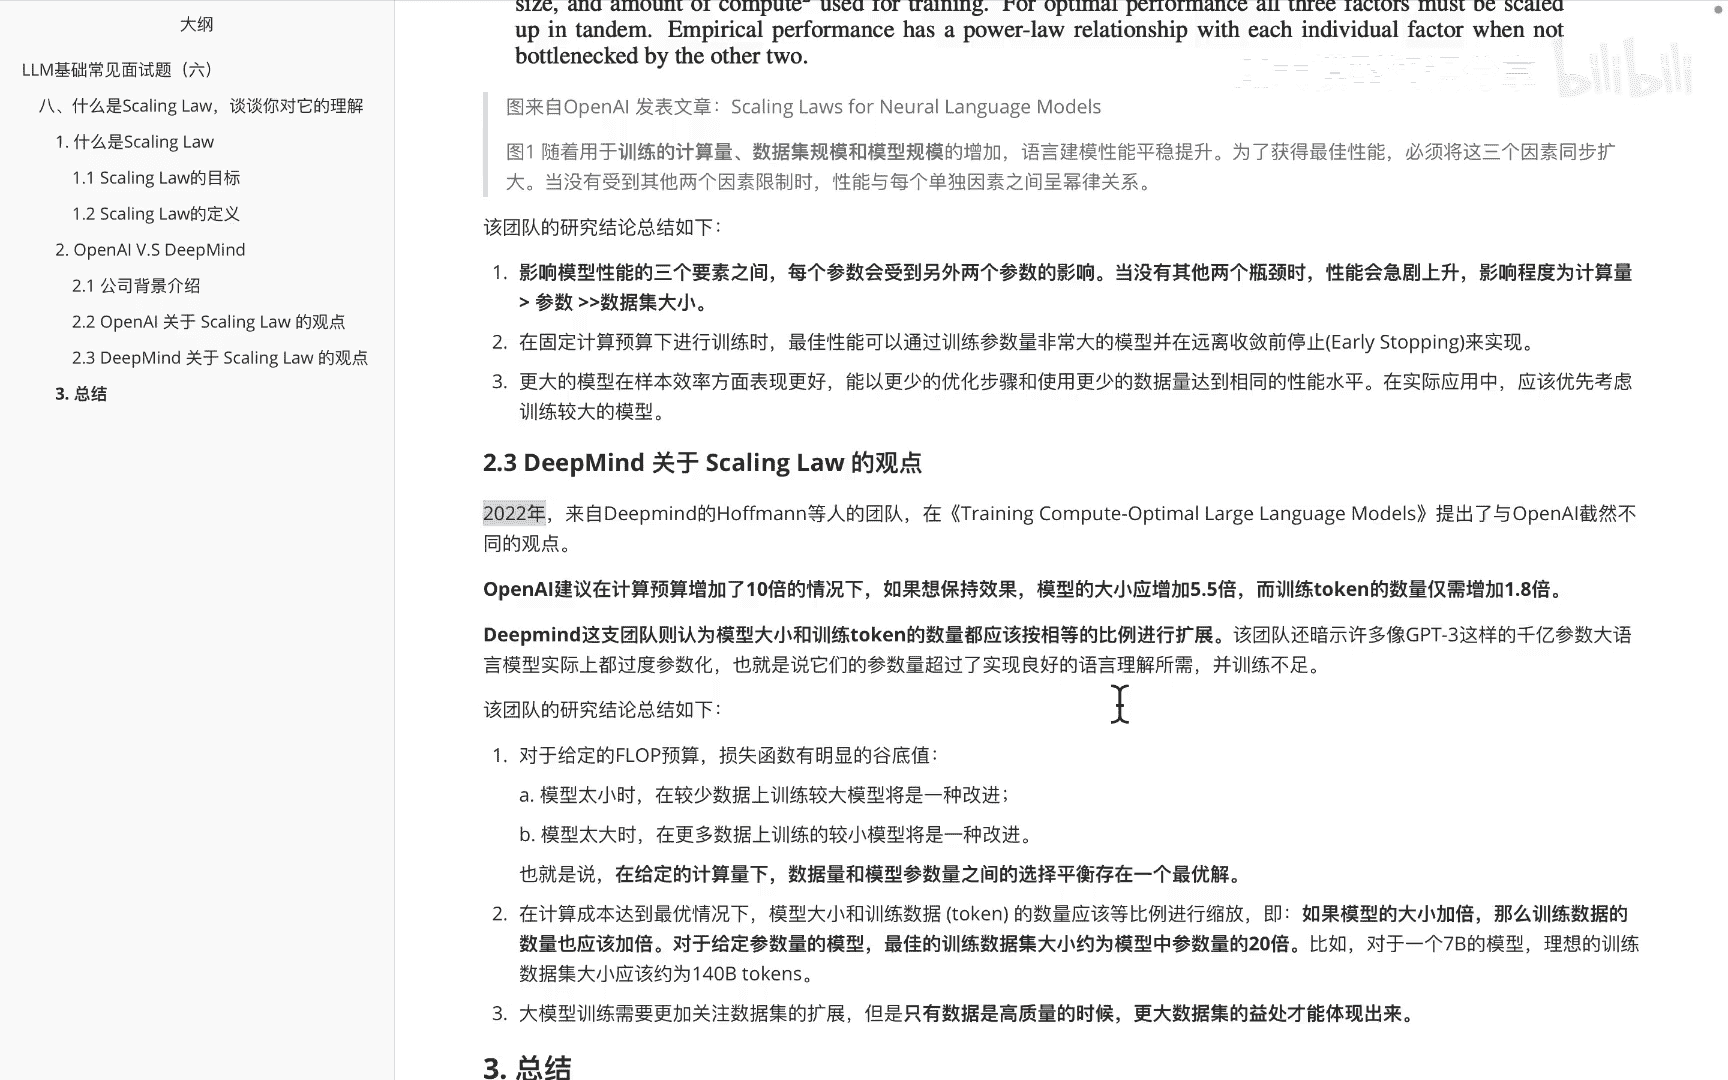 大纲
LLM基础常见面试题（六）
八、什么是Scaling Law，谈谈你对它的理解
1. 什么是Scaling Law
1.1 Scaling Law的目标
1.2 Scaling Law的定义
2. OpenAI V.S DeepMind
2.1 公司背景介绍
2.2 OpenAI 关于 Scaling Law 的观点
2.3 DeepMind 关于 Scaling Law 的观点
3. 总结
size, and amount of compute² used for training. For optimal performance all three factors must be scaled
up in tandem. Empirical performance has a power-law relationship with each individual factor when not
bottlenecked by the other two.
bilibili
图来自OpenAI 发表文章：Scaling Laws for Neural Language Models
图1 随着用于训练的计算量、数据集规模和模型规模的增加，语言建模性能平稳提升。为了获得最佳性能，必须将这三个因素同步扩
大。当没有受到其他两个因素限制时，性能与每个单独因素之间呈幂律关系。
该团队的研究结论总结如下：
1. 影响模型性能的三个要素之间，每个参数会受到另外两个参数的影响。当没有其他两个瓶颈时，性能会急剧上升，影响程度为计算量
> 参数 >>数据集大小。
2. 在固定计算预算下进行训练时，最佳性能可以通过训练参数量非常大的模型并在远离收敛前停止(Early Stopping)来实现。
3. 更大的模型在样本效率方面表现更好，能以更少的优化步骤和使用更少的数据量达到相同的性能水平。在实际应用中，应该优先考虑
训练较大的模型。
2.3 DeepMind 关于 Scaling Law 的观点
2022年，来自Deepmind的Hoffmann等人的团队，在《Training Compute-Optimal Large Language Models》提出了与OpenAI截然不
同的观点。
OpenAI建议在计算预算增加了10倍的情况下，如果想保持效果，模型的大小应增加5.5倍，而训练token的数量仅需增加1.8倍。
Deepmind这支团队则认为模型大小和训练token的数量都应该按相等的比例进行扩展。该团队还暗示许多像GPT-3这样的千亿参数大语
言模型实际上都过度参数化，也就是说它们的参数量超过了实现良好的语言理解所需，并训练不足。
该团队的研究结论总结如下：
1. 对于给定的FLOP预算，损失函数有明显的谷底值：
a. 模型太小时，在较少数据上训练较大模型将是一种改进；
b. 模型太大时，在更多数据上训练的较小模型将是一种改进。
也就是说，在给定的计算量下，数据量和模型参数量之间的选择平衡存在一个最优解。
2. 在计算成本达到最优情况下，模型大小和训练数据 (token) 的数量应该等比例进行缩放，即：如果模型的大小加倍，那么训练数据的
数量也应该加倍。对于给定参数量的模型，最佳的训练数据集大小约为模型中参数量的20倍。比如，对于一个7B的模型，理想的训练
数据集大小应该约为140B tokens。
3. 大模型训练需要更加关注数据集的扩展，但是只有数据是高质量的时候，更大数据集的益处才能体现出来。
3. 总结